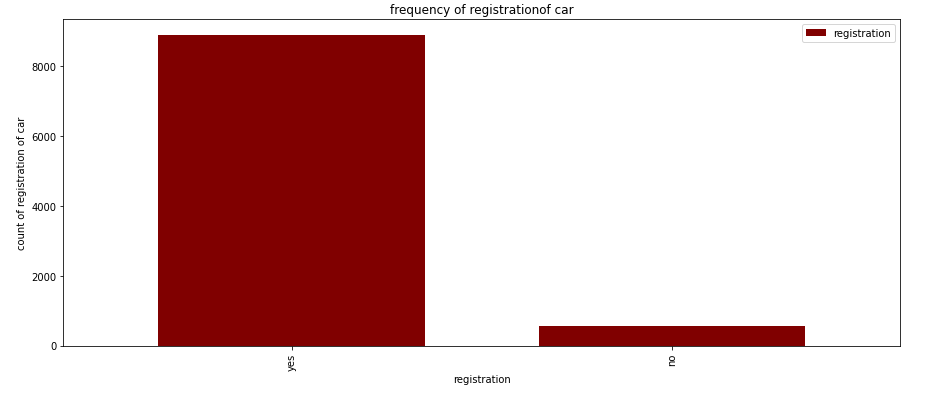 frequency of registrationof car
registration
8000
6000
4000
2000
0
count of registration of car
yes
no
registration